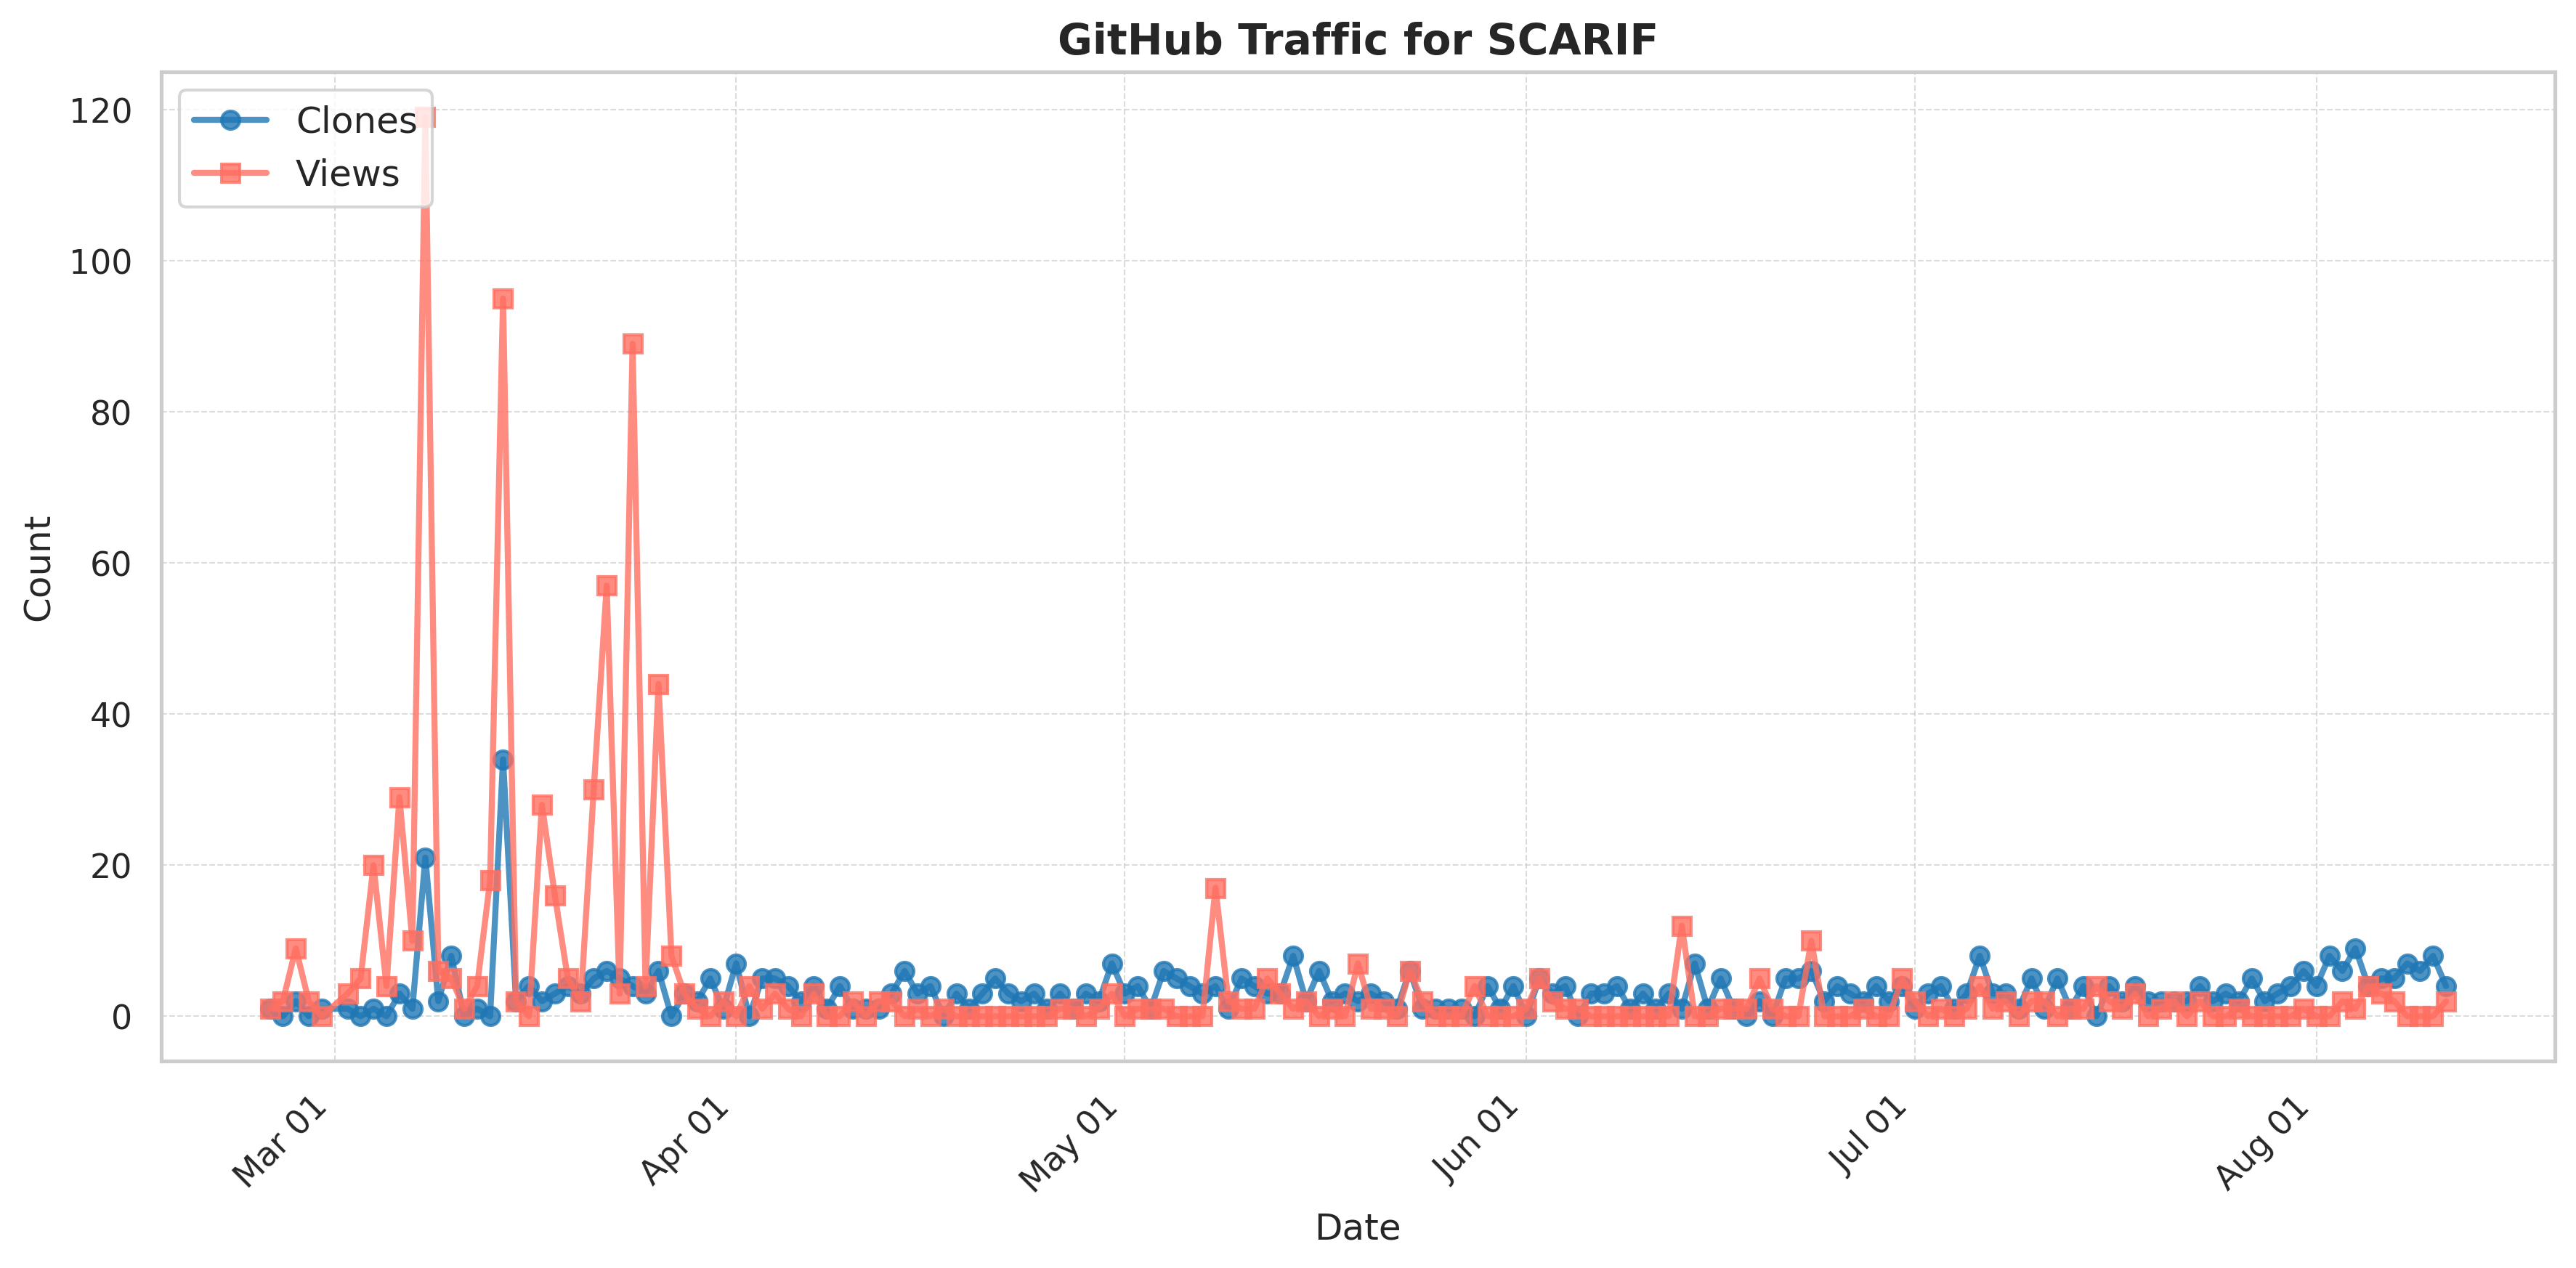 GitHub Traffic for SCARIF
Clones
Views
120
100
80
60
40
20
0
Count
Mar 01
Apr 01
May 01
Jun 01
Jul 01
Aug 01
Date